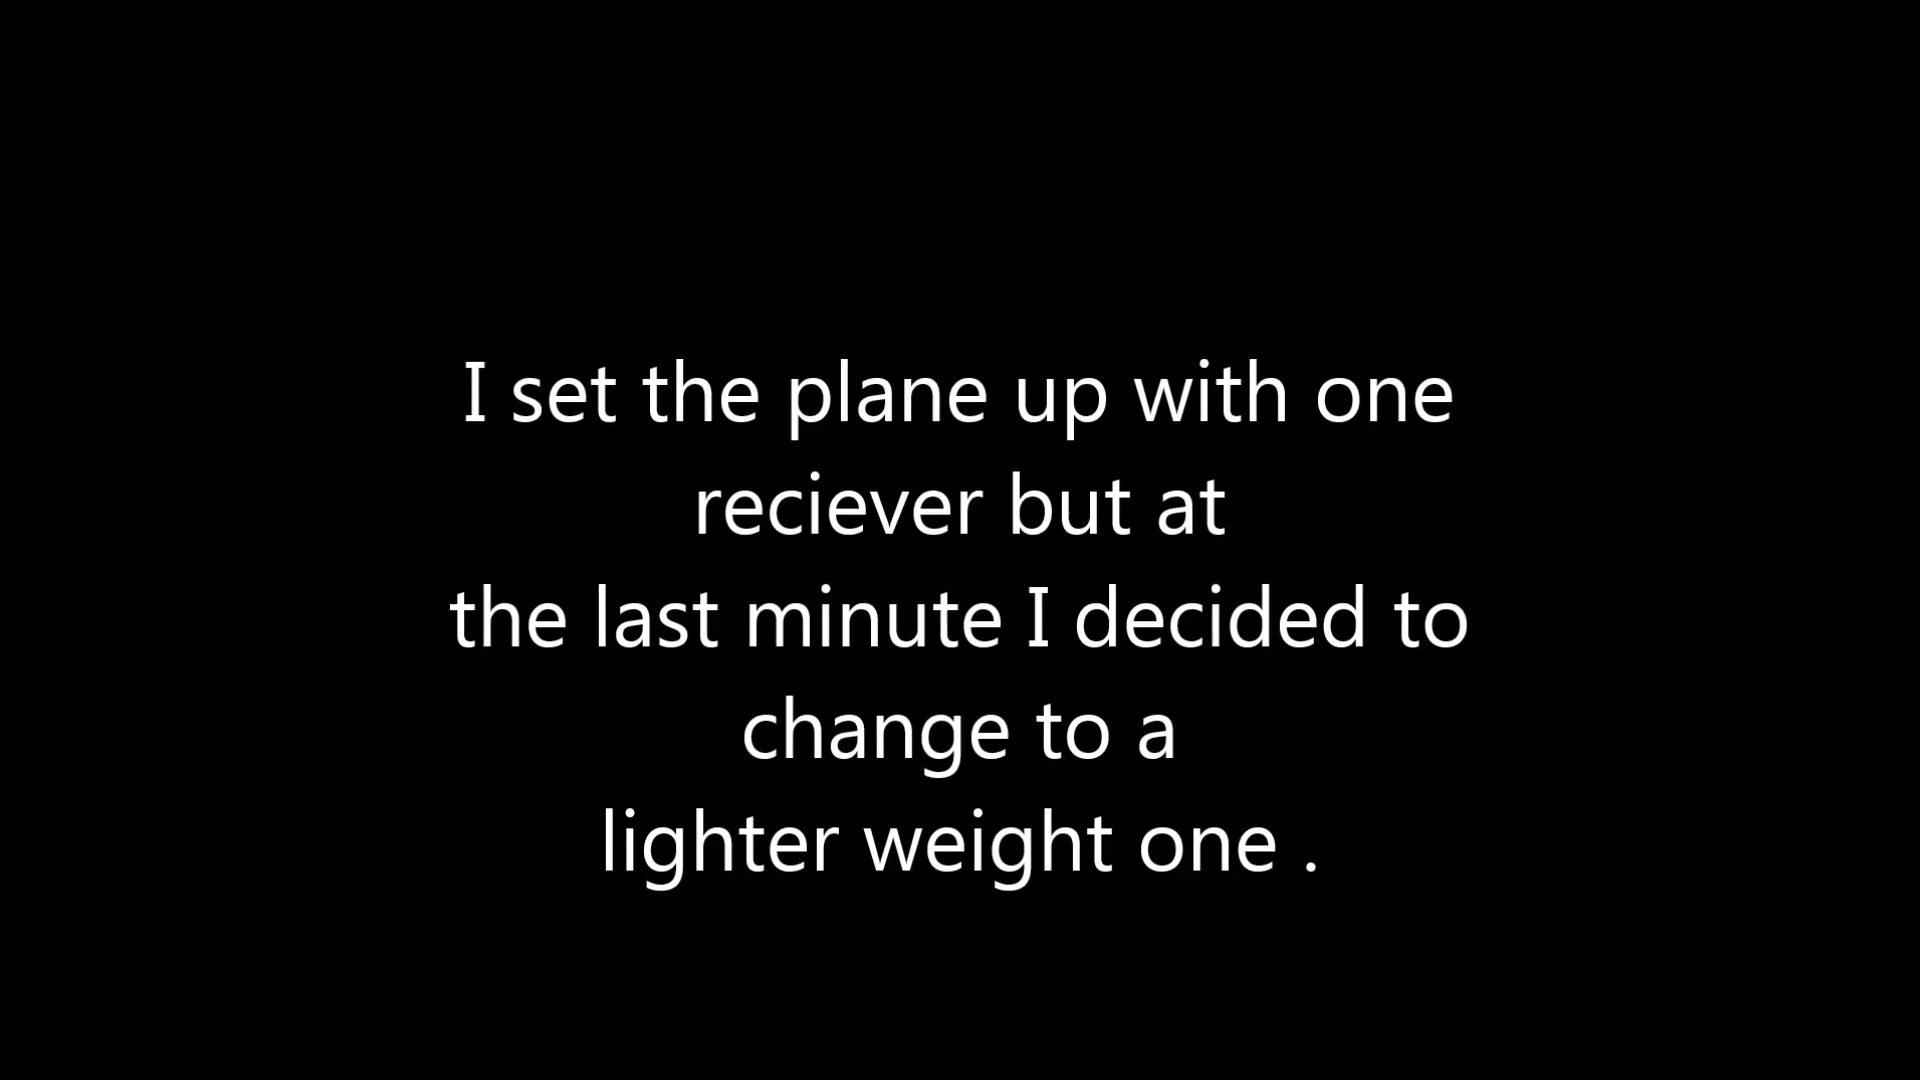 I set the plane up with one
reciever but at
the last minute I decided to
change to a
lighter weight one .